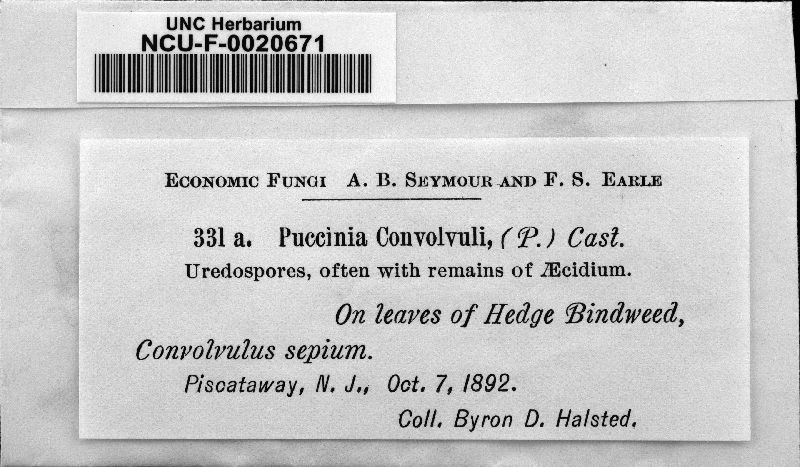 UNC Herbarium
NCU-F-0020671
Economic Fungi A. B. Seymour and F. S. Earle
331 a. Puccinia Convolvuli, (P.) Cast.
Uredospores, often with remains of Æcidium.
On leaves of Hedge Bindweed,
Convolvulus sepium.
Piscataway, N. J., Oct. 7, 1892.
Coll. Byron D. Halsted.